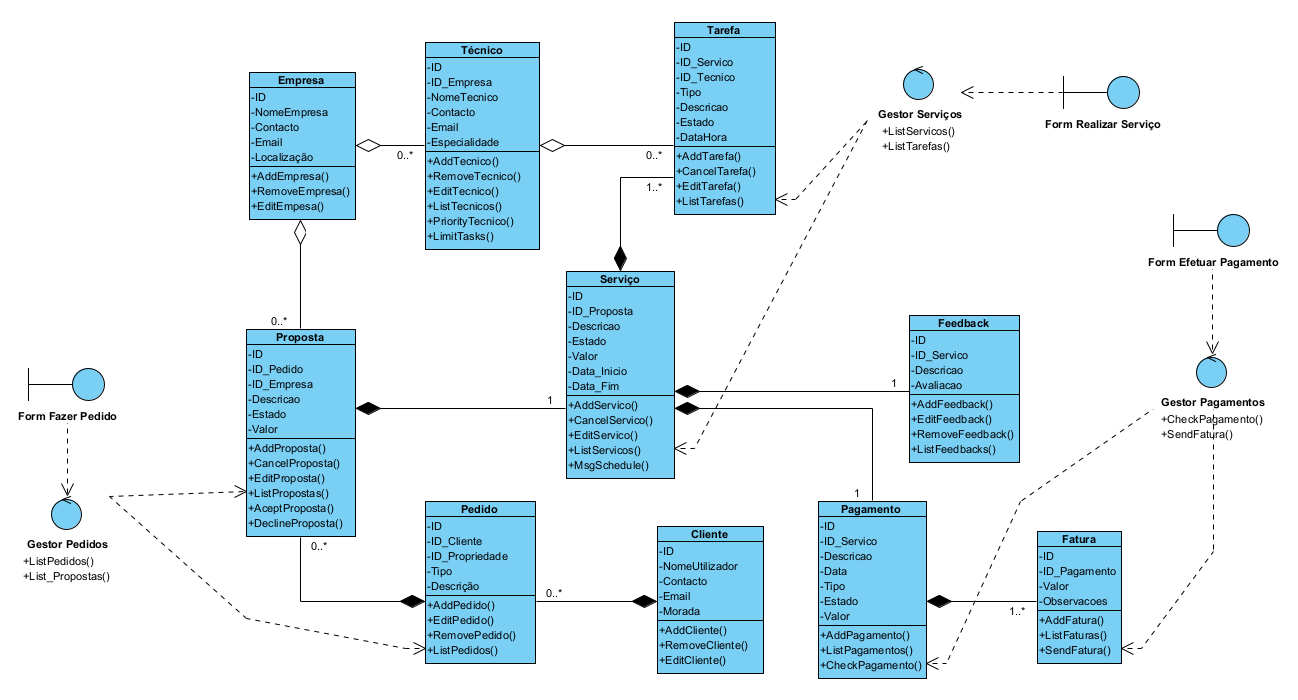 Empresa
-ID
-NomeEmpresa
-Contacto
-Email
-Localização
+AddEmpresa()
+RemoveEmpresa()
+EditEmpesa()
0..*
Técnico
-ID
-ID_Empresa
-NomeTecnico
-Contacto
-Email
-Especialidade
+AddTecnico()
+RemoveTecnico()
+EditTecnico()
+ListTecnicos()
+PriorityTecnico()
+LimitTasks()
0..*
1..*
Tarefa
-ID
-ID_Servico
-ID_Tecnico
-Tipo
-Descricao
-Estado
-DataHora
+AddTarefa()
+CancelTarefa()
+EditTarefa()
+ListTarefas()
Gestor Serviços
+ListServicos()
+ListTarefas()
Form Realizar Serviço
Form Efetuar Pagamento
0..*
Proposta
-ID
-ID_Pedido
-ID_Empresa
-Descricao
-Estado
-Valor
+AddProposta()
+CancelProposta()
+EditProposta()
+ListPropostas()
+AceptProposta()
+DeclineProposta()
0..*
1
Serviço
-ID
-ID_Proposta
-Descricao
-Estado
-Valor
-Data_Inicio
-Data_Fim
+AddServico()
+CancelServico()
+EditServico()
+ListServicos()
+MsgSchedule()
1
Feedback
-ID
-ID_Servico
-Descricao
-Avaliacao
+AddFeedback()
+EditFeedback()
+RemoveFeedback()
+ListFeedbacks()
Gestor Pagamentos
+CheckPagamento()
+SendFatura()
Form Fazer Pedido
Gestor Pedidos
+ListPedidos()
+List_Propostas()
Pedido
-ID
-ID_Cliente
-ID_Propriedade
-Tipo
-Descrição
+AddPedido()
+EditPedido()
+RemovePedido()
+ListPedidos()
0..*
Cliente
-ID
-NomeUtilizador
-Contacto
-Email
-Morada
+AddCliente()
+RemoveCliente()
+EditCliente()
1
Pagamento
-ID
-ID_Servico
-Descricao
-Data
-Tipo
-Estado
-Valor
+AddPagamento()
+ListPagamentos()
+CheckPagamento()
1..*
Fatura
-ID
-ID_Pagamento
-Valor
-Observacoes
+AddFatura()
+ListFaturas()
+SendFatura()